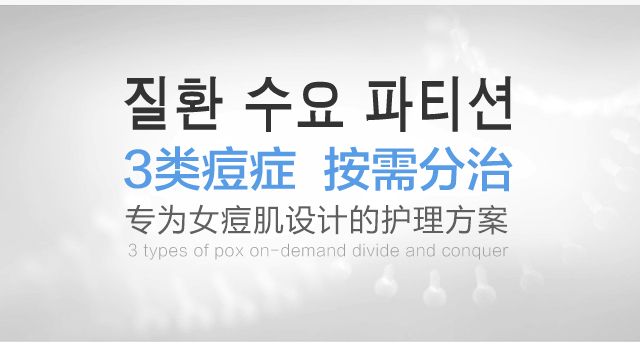 질환 수요 파티션
3类痘症 按需分治
专为女痘肌设计的护理方案
3 types of pox on-demand divide and conquer